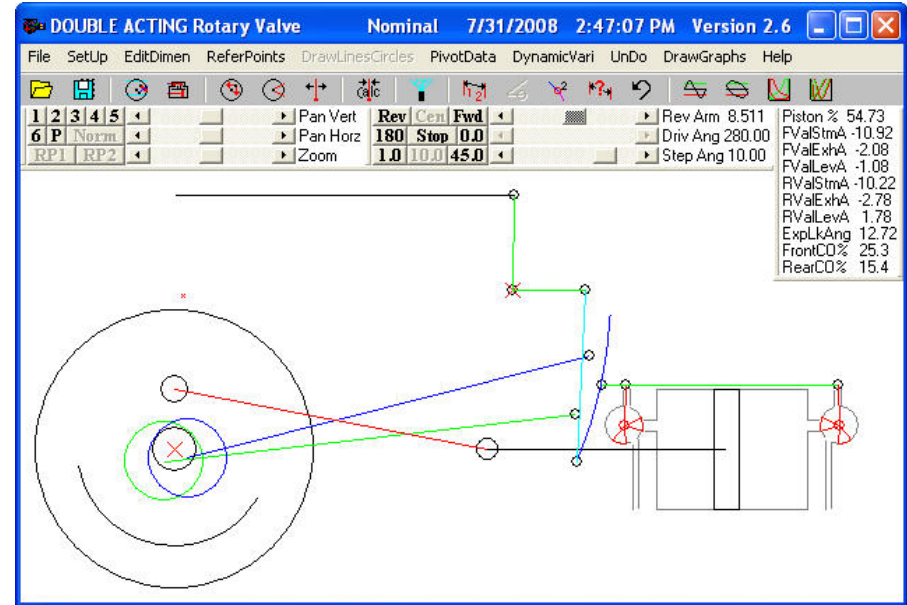 DOUBLE ACTING Rotary Valve Nominal 7/31/2008 2:47:07 PM Version 2.6
File SetUp EditDimen ReferPoints DrawLinesCircles PivotData DynamicVari UnDo DrawGraphs Help
calc
1 2 3 4 5 Pan Vert Rev Cen Fwd Rev Arm 8.511
6 P Norm Pan Horz 180 Stop 0.0 Driv Ang 280.00
RP1 RP2 Zoom 1.0 10.0 45.0 Step Ang 10.00
Piston % 54.73
FValStmA -10.92
FValExhA -2.08
FValLevA -1.08
RValStmA -10.22
RValExhA -2.78
RValLevA 1.78
ExpLkAng 12.72
FrontCO% 25.3
RearCO% 15.4